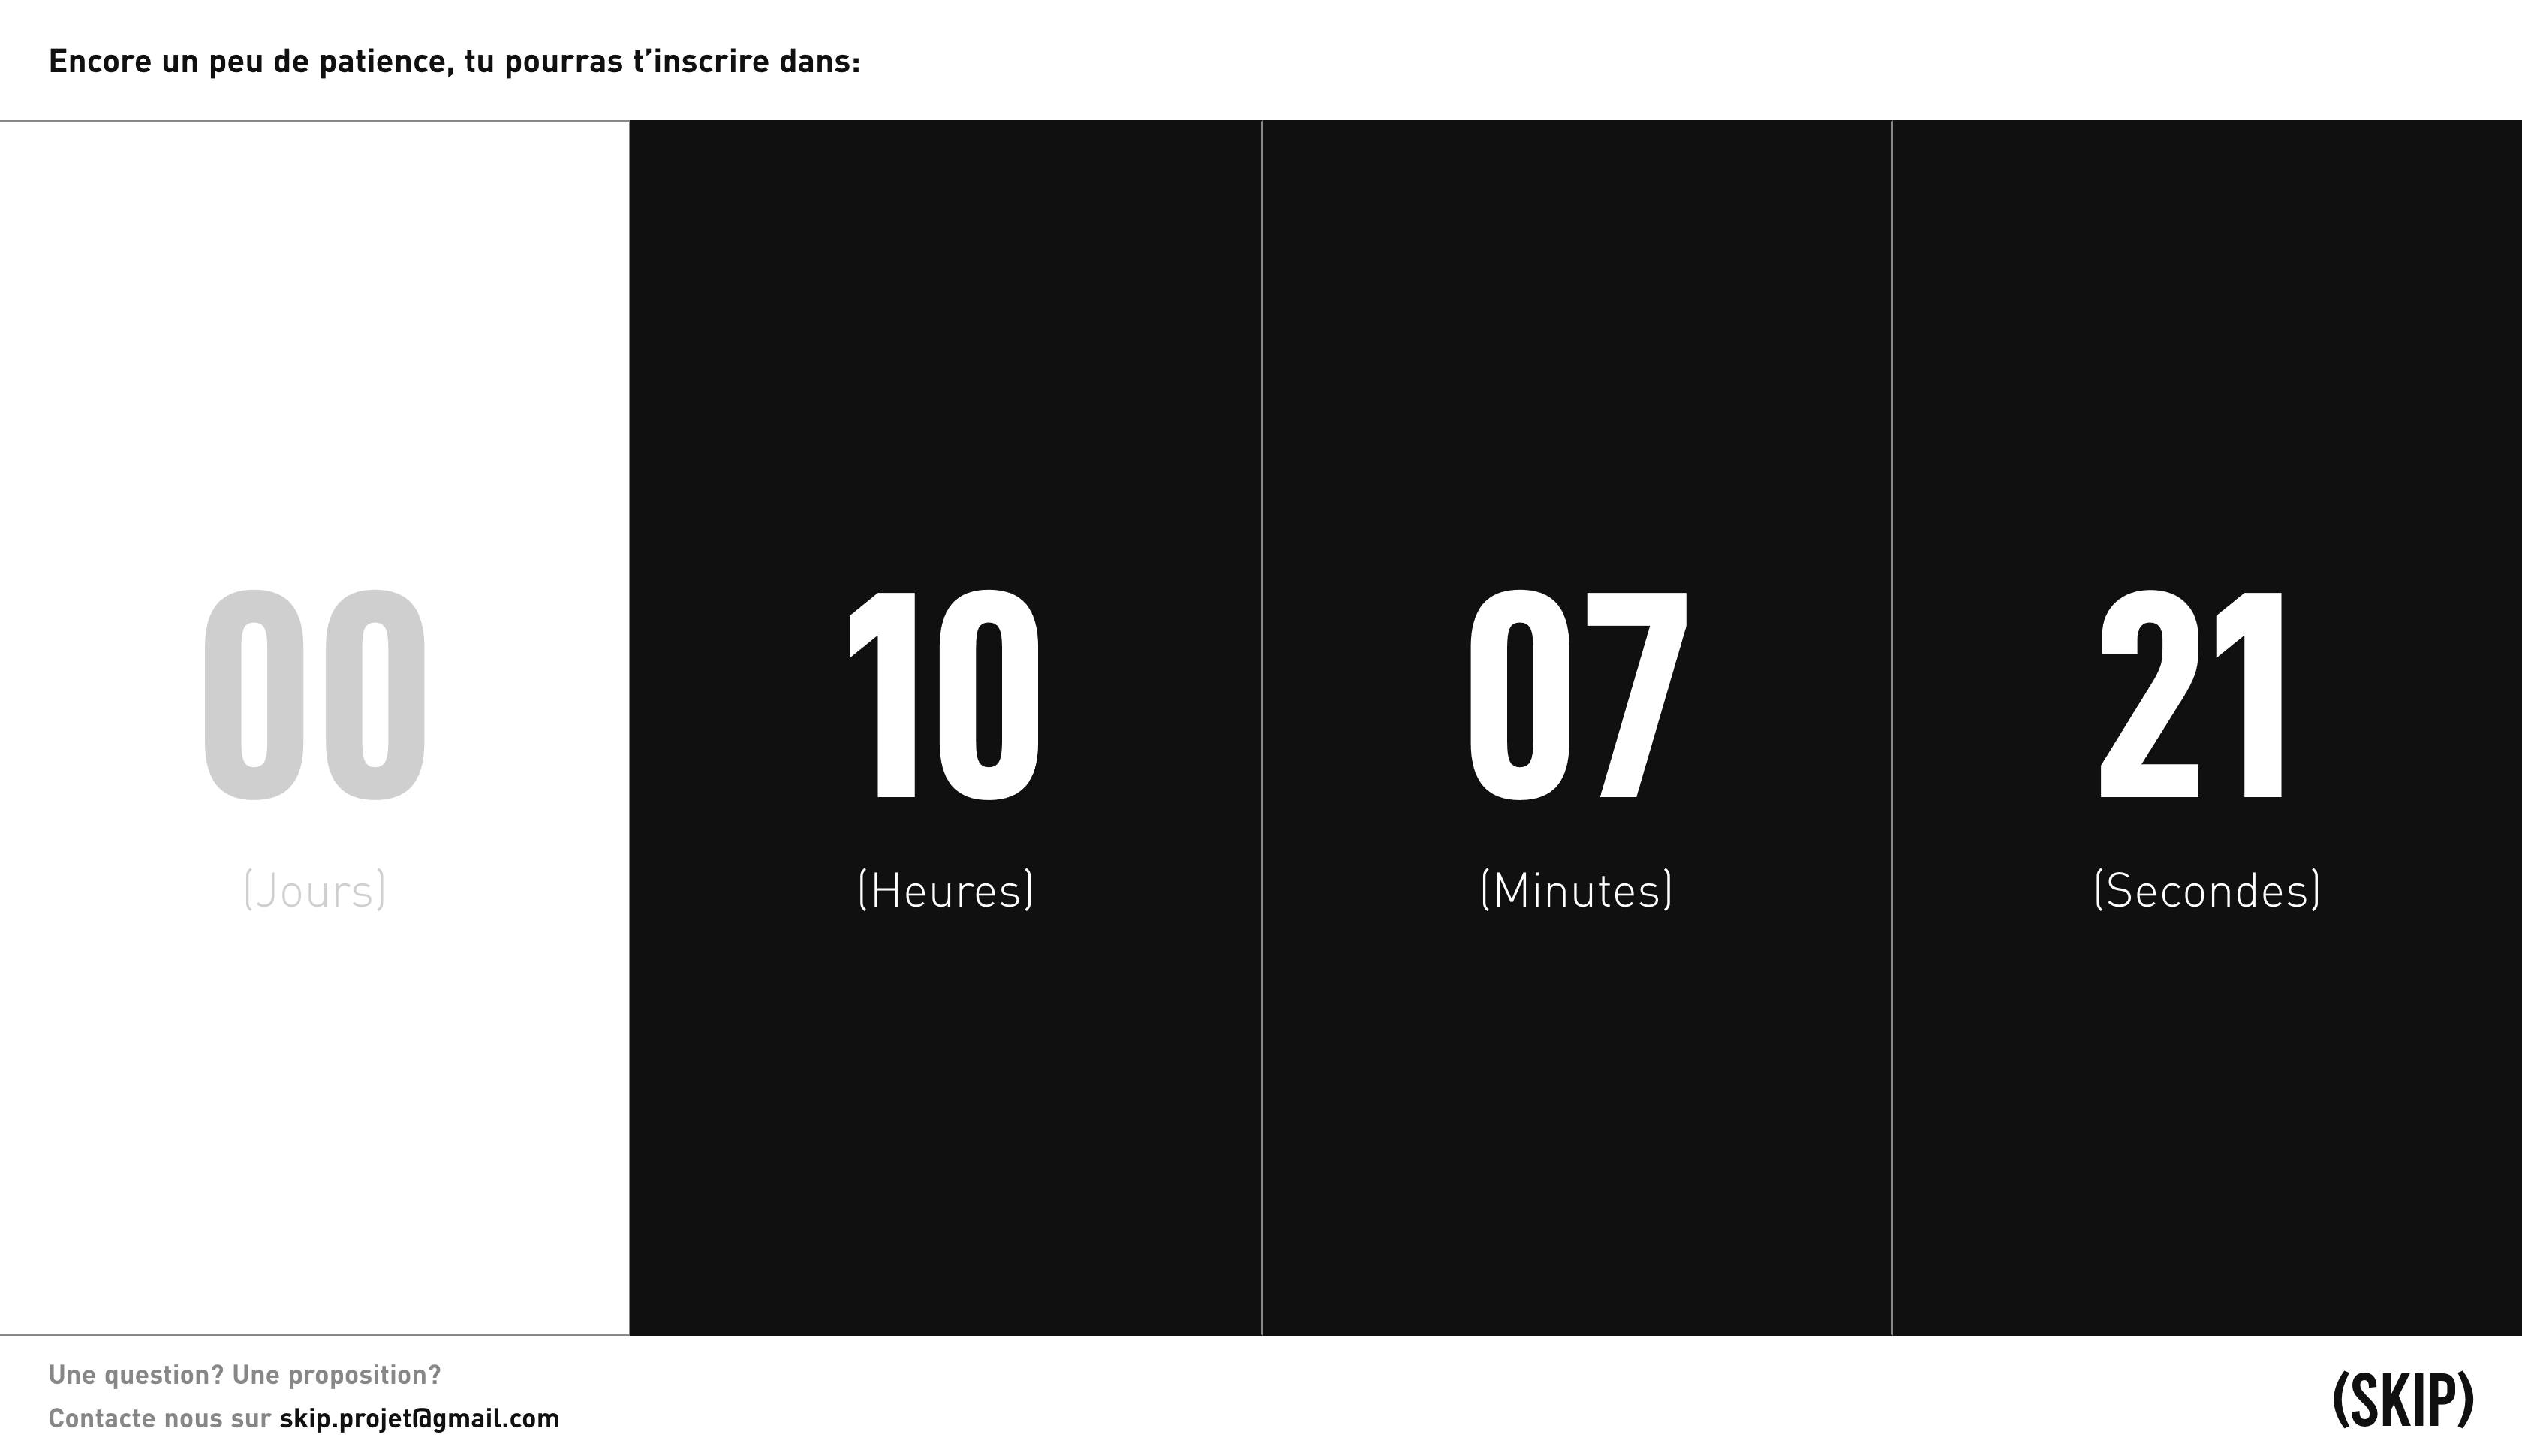 Encore un peu de patience, tu pourras t’inscrire dans:
00
(Jours)
10
(Heures)
07
(Minutes)
21
(Secondes)
Une question? Une proposition?
Contacte nous sur skip.projet@gmail.com
(SKIP)